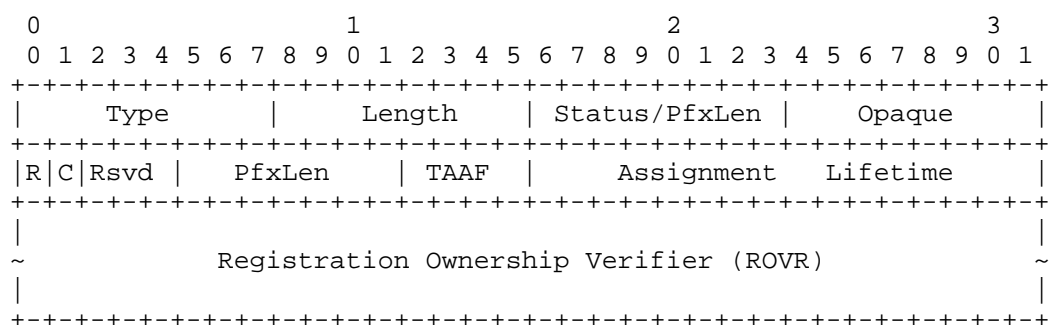 0                   1                   2                   3
 0 1 2 3 4 5 6 7 8 9 0 1 2 3 4 5 6 7 8 9 0 1 2 3 4 5 6 7 8 9 0 1
+-+-+-+-+-+-+-+-+-+-+-+-+-+-+-+-+-+-+-+-+-+-+-+-+-+-+-+-+-+-+-+-+
|     Type      |     Length    | Status/PfxLen |    Opaque     |
+-+-+-+-+-+-+-+-+-+-+-+-+-+-+-+-+-+-+-+-+-+-+-+-+-+-+-+-+-+-+-+-+
|R|C|Rsvd |   PfxLen    | TAAF  |     Assignment   Lifetime     |
+-+-+-+-+-+-+-+-+-+-+-+-+-+-+-+-+-+-+-+-+-+-+-+-+-+-+-+-+-+-+-+-+
|                                                               |
~            Registration Ownership Verifier (ROVR)             ~
|                                                               |
+-+-+-+-+-+-+-+-+-+-+-+-+-+-+-+-+-+-+-+-+-+-+-+-+-+-+-+-+-+-+-+-+